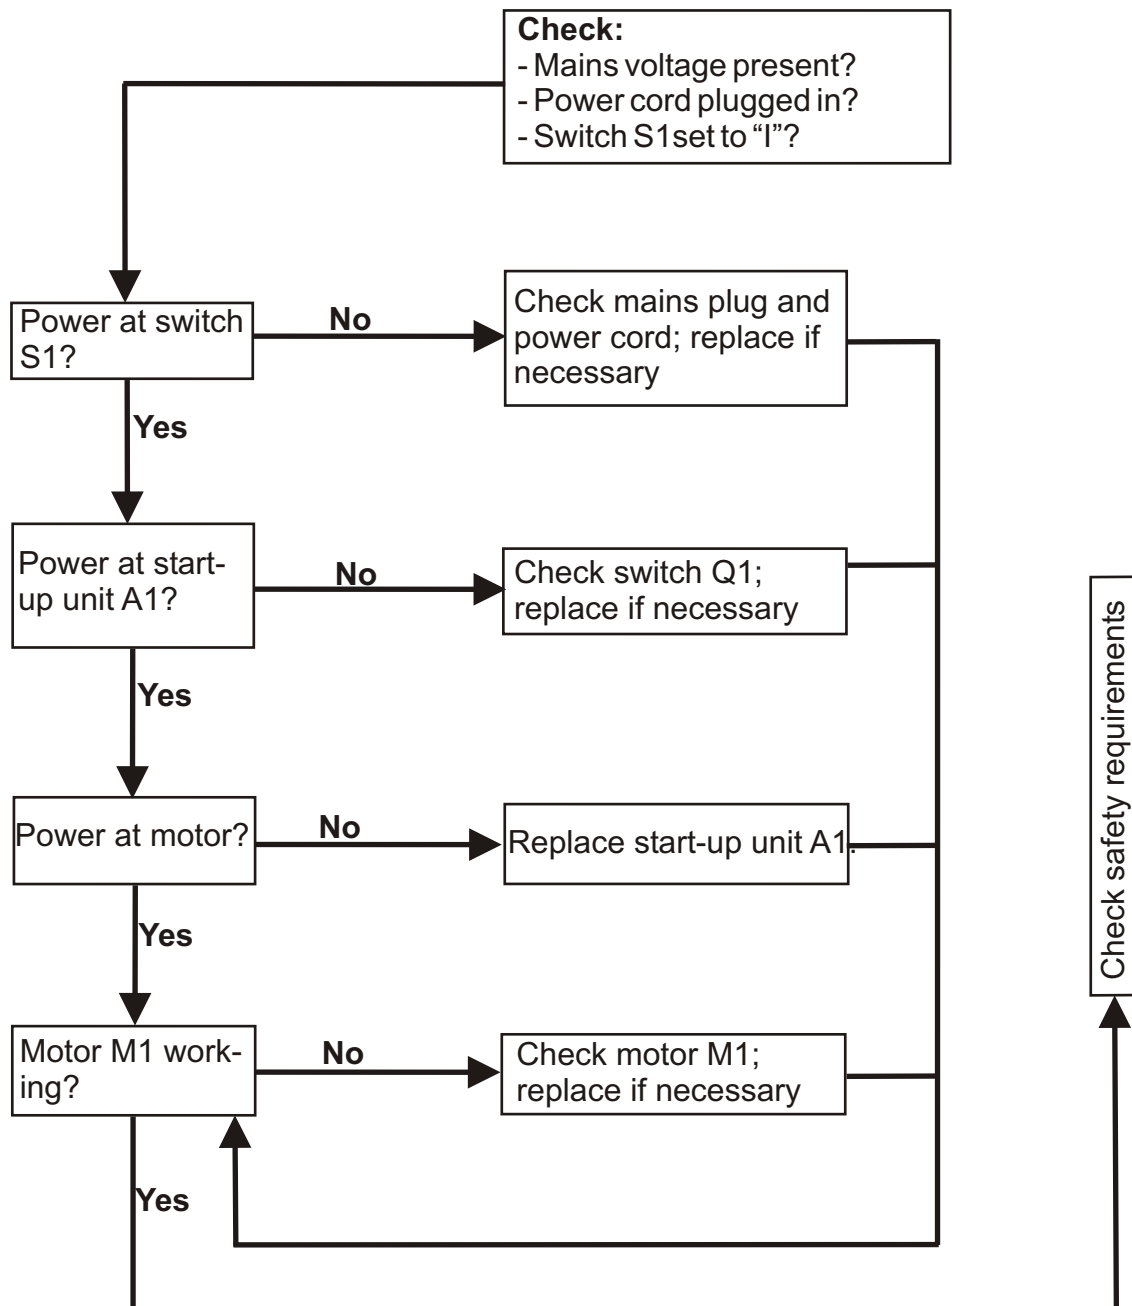 Check:
- Mains voltage present?
- Power cord plugged in?
- Switch S1set to “I”?
Power at switch
S1?
No
Check mains plug and
power cord; replace if
necessary
Yes
Power at start-
up unit A1?
No
Check switch Q1;
replace if necessary
Yes
Power at motor?
No
Replace start-up unit A1.
Yes
Motor M1 work-
ing?
No
Check motor M1;
replace if necessary
Yes
Check safety requirements